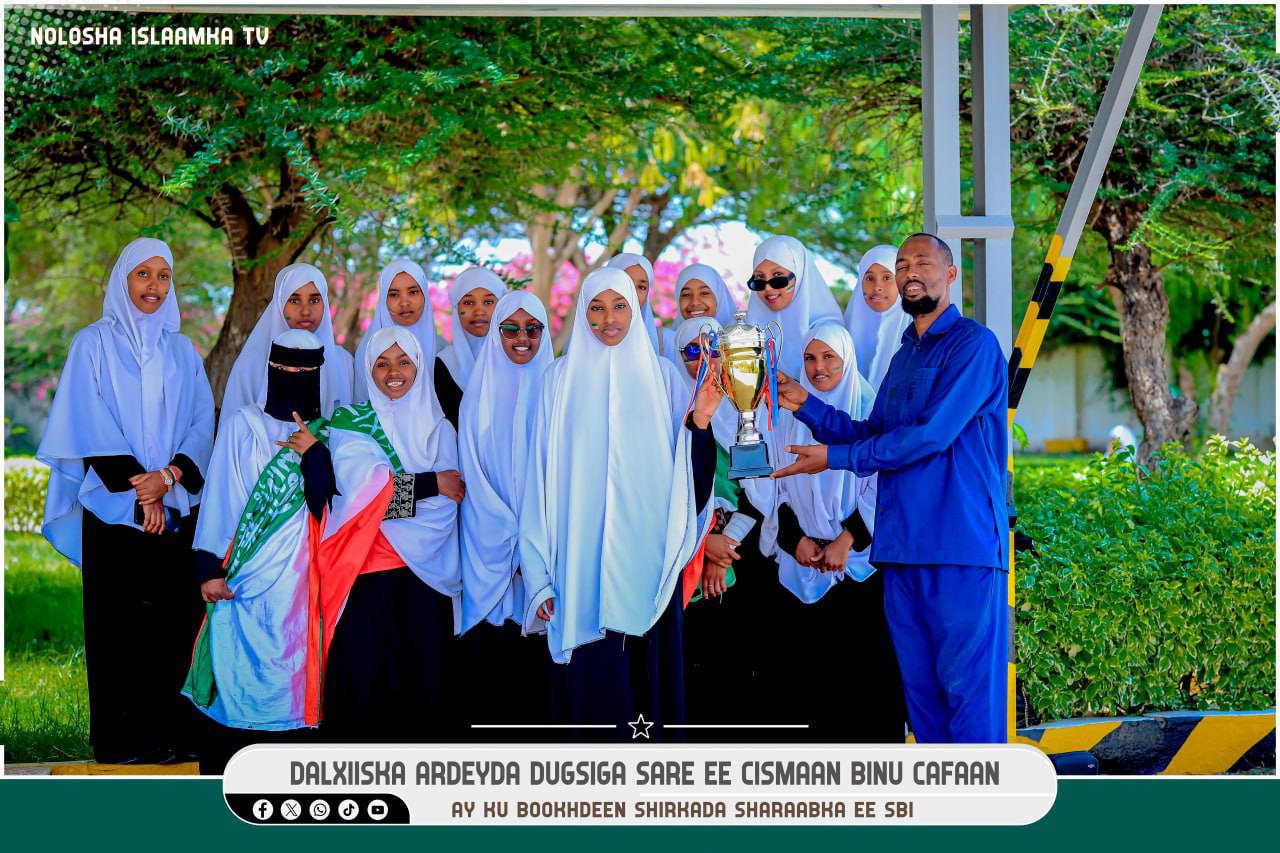 NOLOSHA ISLAAMKA TV
DALXIISKA ARDEYDA DUGSIGA SARE EE CISMAAN BINU CAFAAN
AY KU BOOKHDEEN SHIRKADA SHARAABKA EE SBI